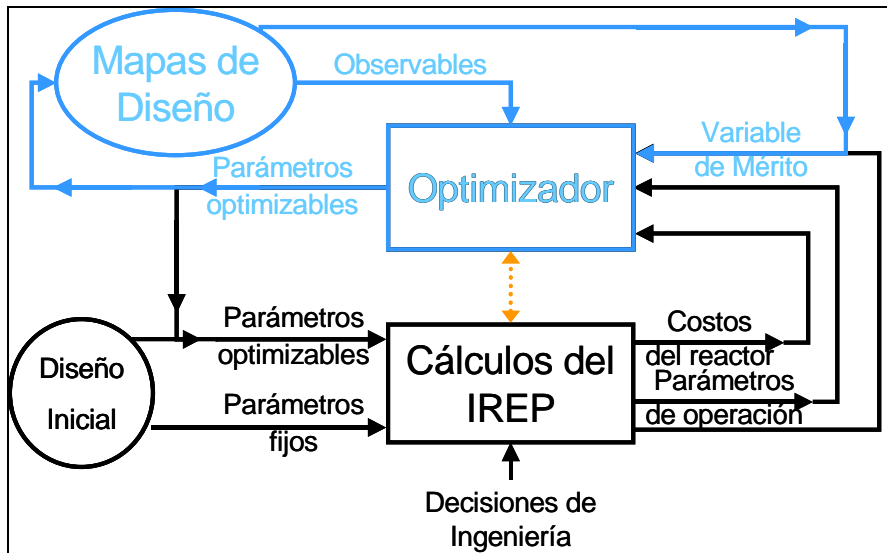 Mapas de
Diseño
Observables
Variable
de Mérito
Parámetros
optimizables
Optimizador
Diseño
Inicial
Parámetros
optimizables
Parámetros
fijos
Cálculos del
IREP
Costos
del reactor
Parámetros
de operación
Decisiones de
Ingeniería